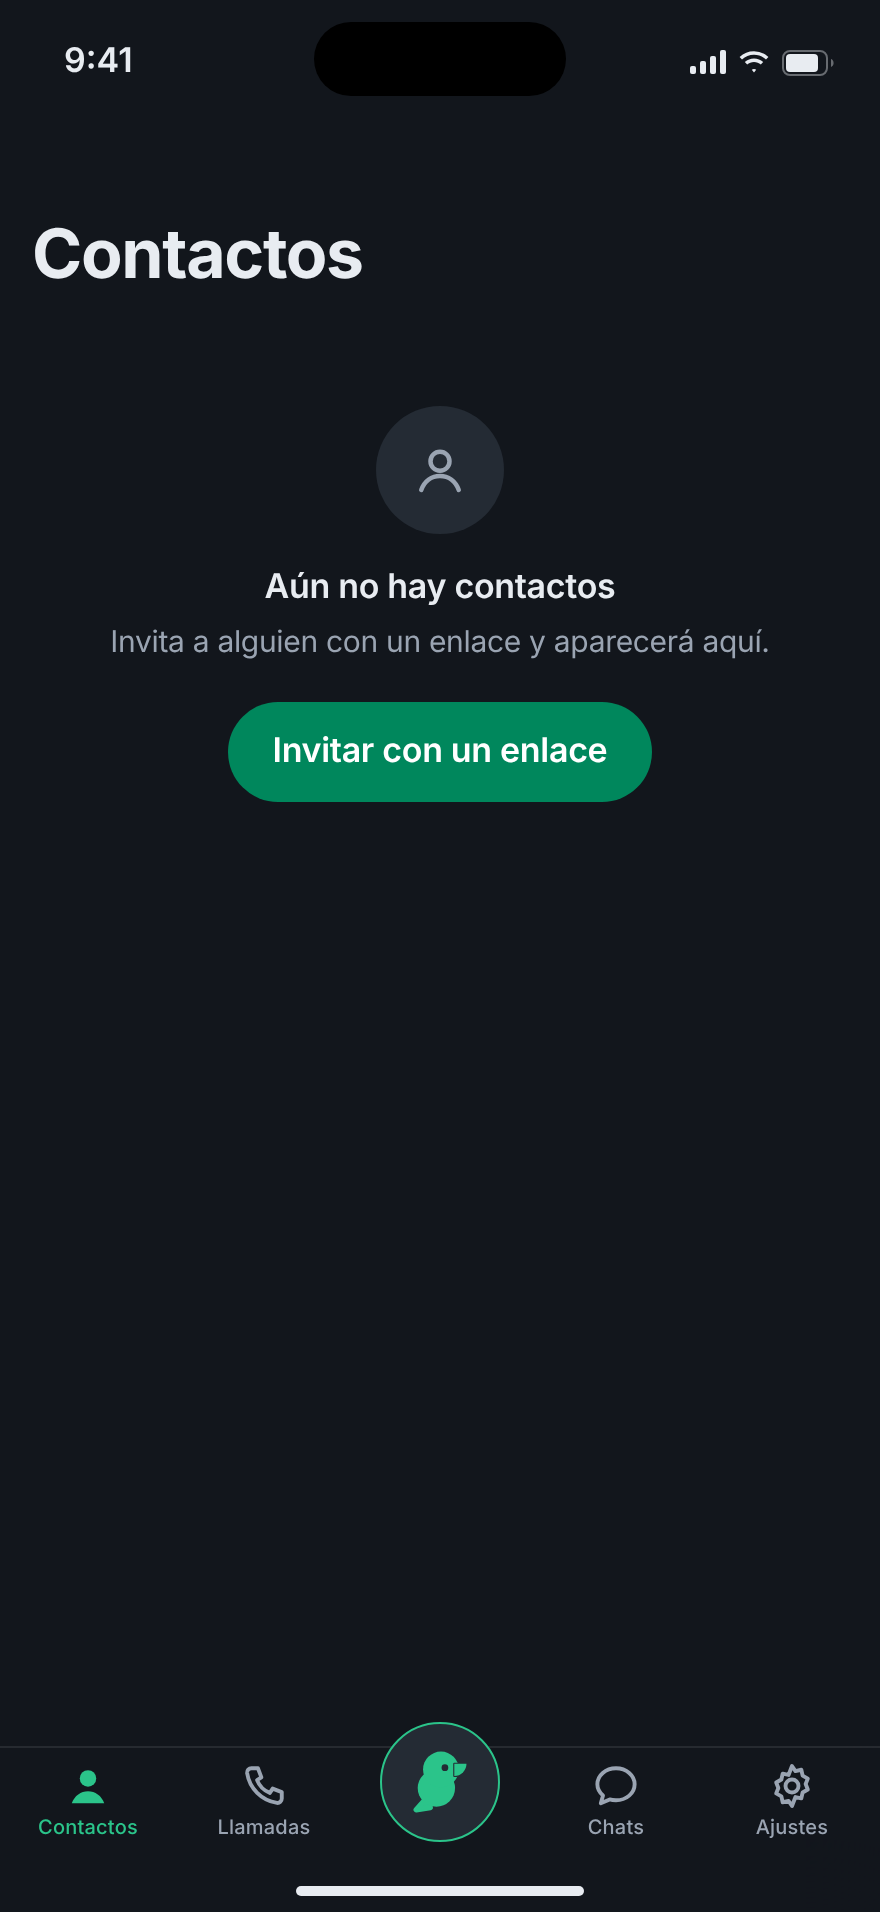 9:41
Contactos
Aún no hay contactos
Invita a alguien con un enlace y aparecerá aquí.
Invitar con un enlace
Contactos
Llamadas
Chats
Ajustes